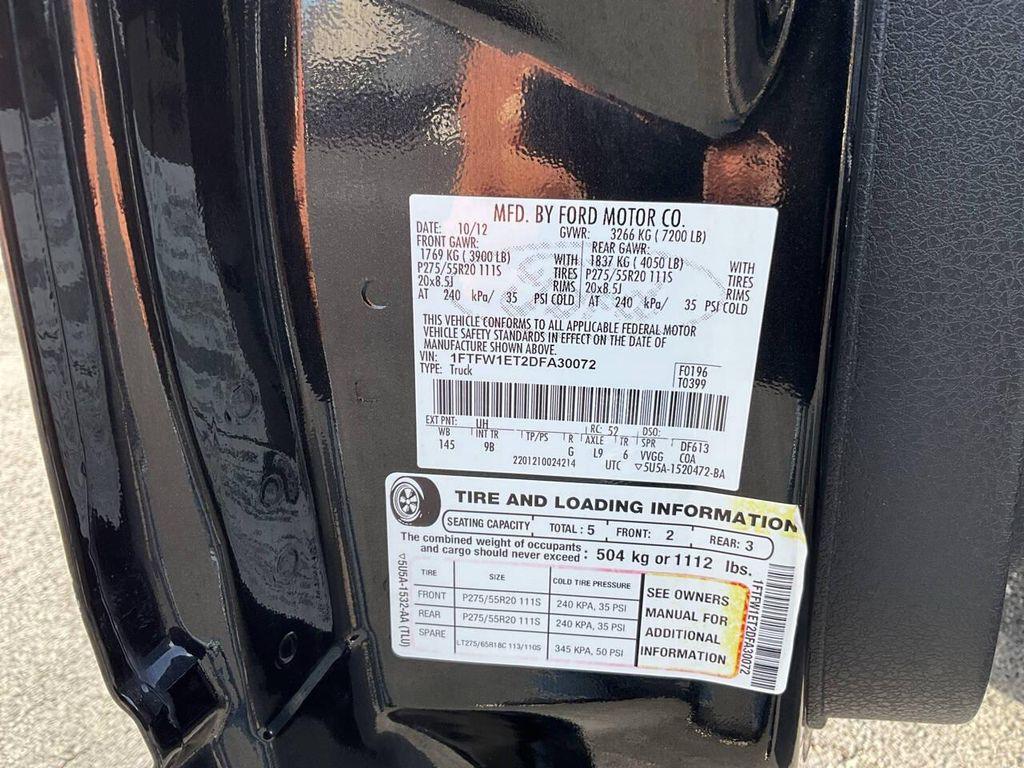 MFD. BY FORD MOTOR CO.
DATE: 10/12 GVWR: 3266 KG ( 7200 LB)
FRONT GAWR: REAR GAWR:
1769 KG ( 3900 LB) WITH 1837 KG ( 4050 LB) WITH
P275/55R20 111S TIRES P275/55R20 111S TIRES
20x8.5J RIMS 20x8.5J RIMS
AT 240 kPa/ 35 PSI COLD AT 240 kPa/ 35 PSI COLD
THIS VEHICLE CONFORMS TO ALL APPLICABLE FEDERAL MOTOR
VEHICLE SAFETY STANDARDS IN EFFECT ON THE DATE OF
MANUFACTURE SHOWN ABOVE.
VIN: 1FTFW1ET2DFA30072
TYPE: Truck
F0196
T0399
EXT PNT: UH RC: 52 DSO:
WB INT TR TP/PS R AXLE TR SPR DF613
145 9B G L9 6 VVGG COA
2201210024214 UTC ▽5U5A-1520472-BA
TIRE AND LOADING INFORMATION
SEATING CAPACITY TOTAL : 5 FRONT: 2 REAR: 3
The combined weight of occupants
and cargo should never exceed : 504 kg or 1112 lbs.
TIRE SIZE COLD TIRE PRESSURE
FRONT P275/55R20 111S 240 KPA, 35 PSI
REAR P275/55R20 111S 240 KPA, 35 PSI
SPARE LT275/65R18C 113/110S 345 KPA, 50 PSI
SEE OWNERS
MANUAL FOR
ADDITIONAL
INFORMATION
▽5U5A-1532-AA (TLU)
1FTFW1ET2DFA30072